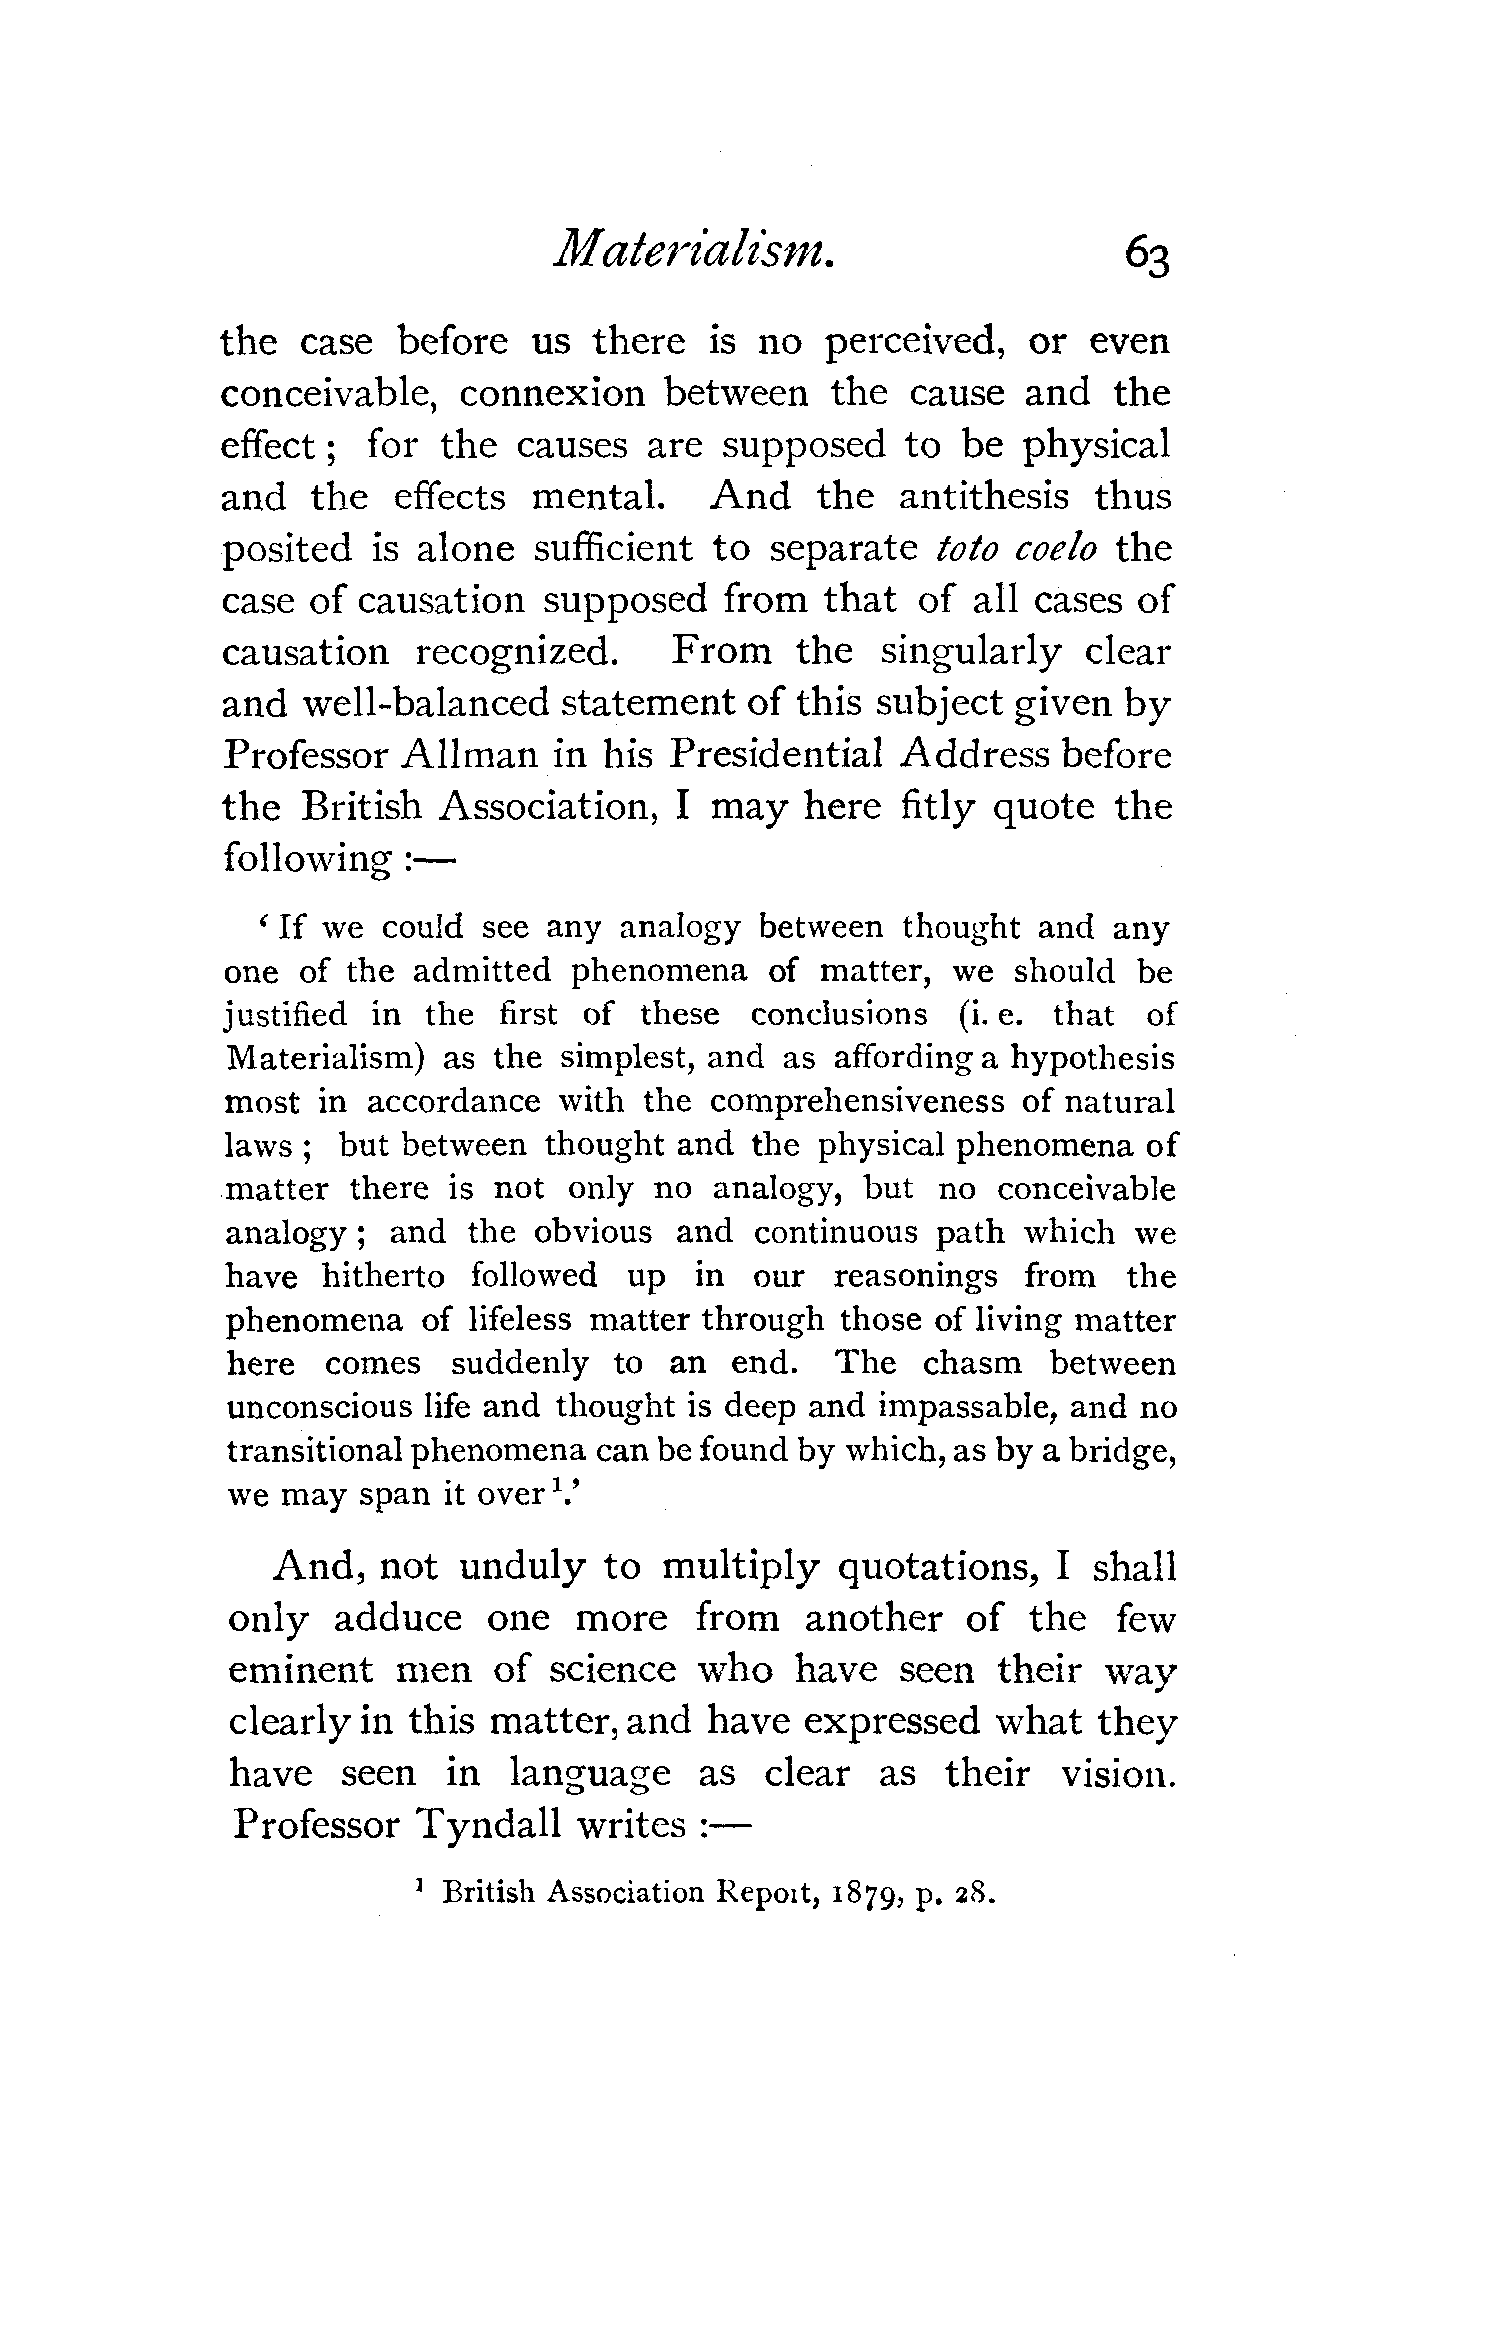 Materialism. 63
the case before us there is no perceived, or even
conceivable, connexion between the cause and the
effect ; for the causes are supposed to be physical
and the effects mental. And the antithesis thus
posited is alone sufficient to separate toto coelo the
case of causation supposed from that of all cases of
causation recognized. From the singularly clear
and well-balanced statement of this subject given by
Professor Allman in his Presidential Address before
the British Association, I may here fitly quote the
following :—
‘ If we could see any analogy between thought and any
one of the admitted phenomena of matter, we should be
justified in the first of these conclusions (i. e. that of
Materialism) as the simplest, and as affording a hypothesis
most in accordance with the comprehensiveness of natural
laws ; but between thought and the physical phenomena of
matter there is not only no analogy, but no conceivable
analogy ; and the obvious and continuous path which we
have hitherto followed up in our reasonings from the
phenomena of lifeless matter through those of living matter
here comes suddenly to an end. The chasm between
unconscious life and thought is deep and impassable, and no
transitional phenomena can be found by which, as by a bridge,
we may span it over ¹.’
And, not unduly to multiply quotations, I shall
only adduce one more from another of the few
eminent men of science who have seen their way
clearly in this matter, and have expressed what they
have seen in language as clear as their vision.
Professor Tyndall writes :—
¹ British Association Report, 1879, p. 28.